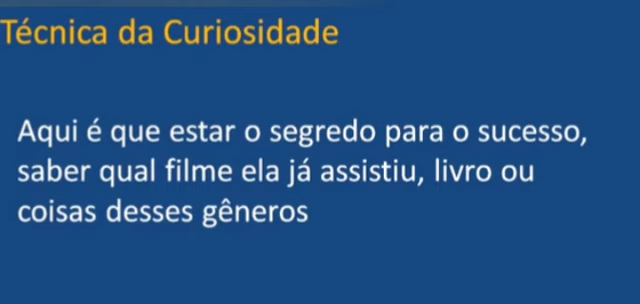 Técnica da Curiosidade
Aqui é que estar o segredo para o sucesso,
saber qual filme ela já assistiu, livro ou
coisas desses gêneros